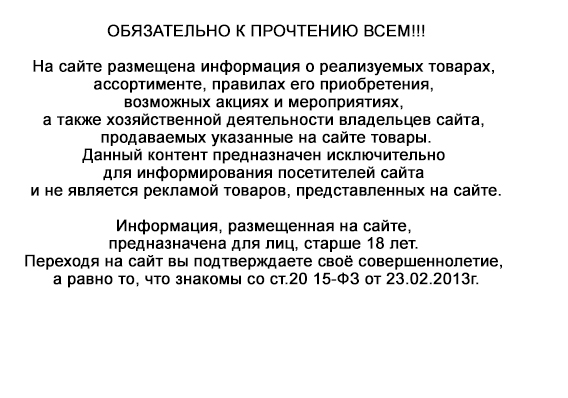 ОБЯЗАТЕЛЬНО К ПРОЧТЕНИЮ ВСЕМ!!!
На сайте размещена информация о реализуемых товарах,
ассортименте, правилах его приобретения,
возможных акциях и мероприятиях,
а также хозяйственной деятельности владельцев сайта,
продаваемых указанные на сайте товары.
Данный контент предназначен исключительно
для информирования посетителей сайта
и не является рекламой товаров, представленных на сайте.
Информация, размещенная на сайте,
предназначена для лиц, старше 18 лет.
Переходя на сайт вы подтверждаете своё совершеннолетие,
а равно то, что знакомы со ст.20 15-ФЗ от 23.02.2013г.